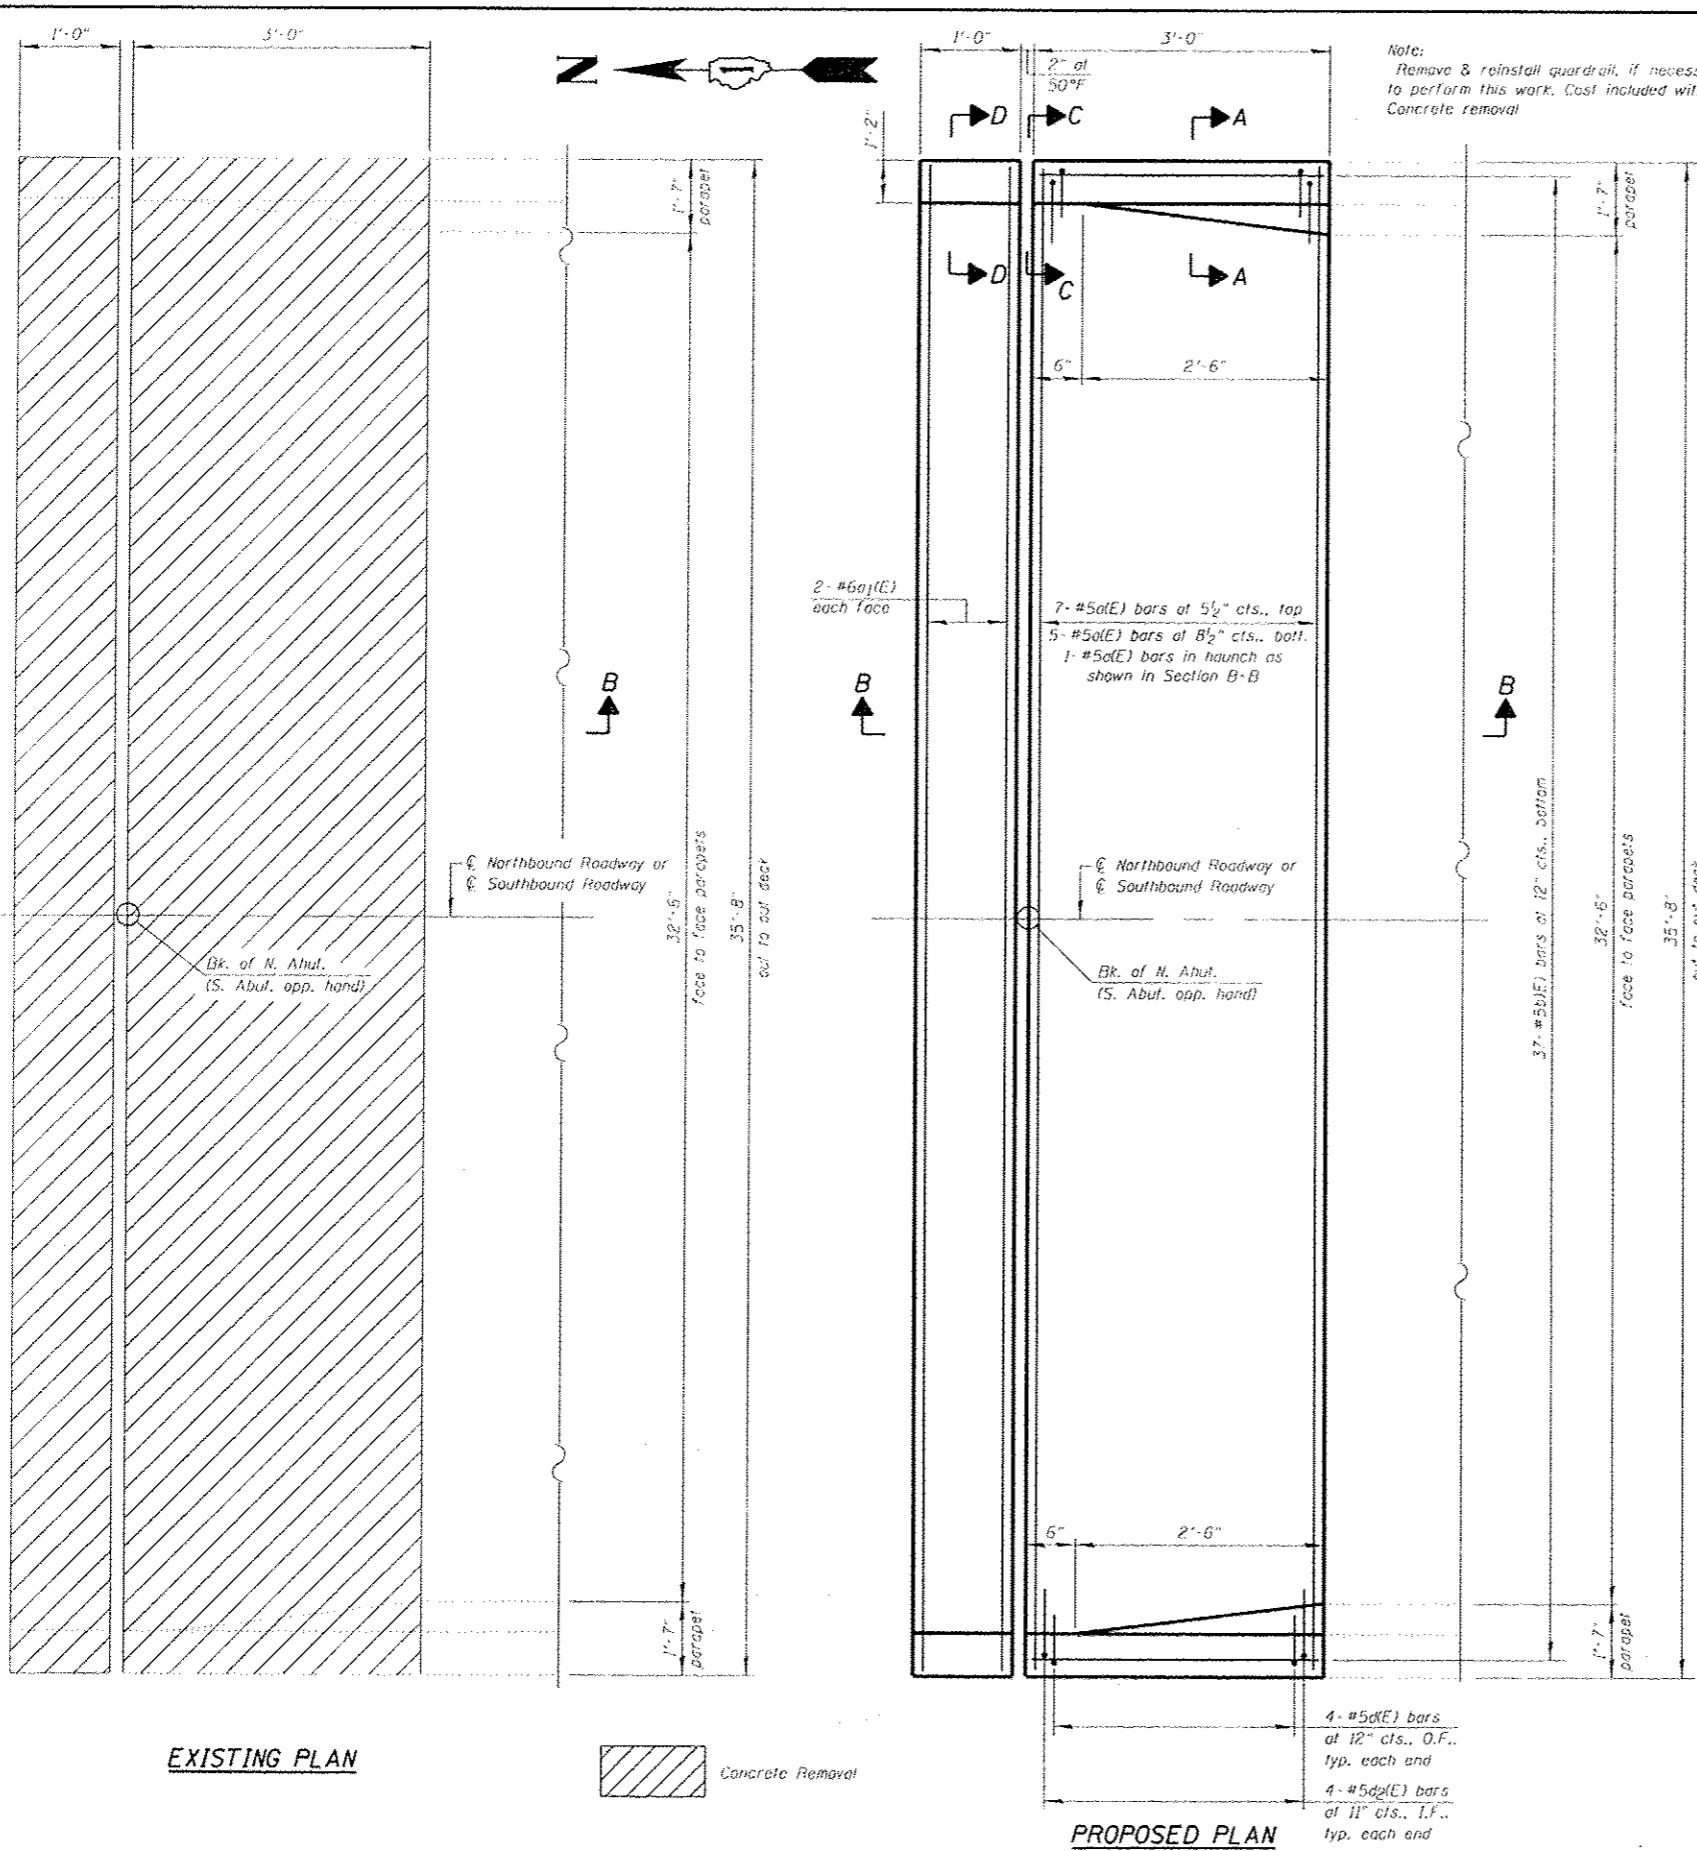 1'-0"
3'-0"
N
1'-0"
3'-0"
2" at
50°F
Note:
Remove & reinstall guardrail, if
to perform this work. Cost included
Concrete removal
D
C
A
1'-2"
1'-7"
parapet
1'-7"
parapet
D
C
A
6"
2'-6"
2- #6a1(E)
each face
7- #5a(E) bars at 5½" cts., top
5- #5a(E) bars at 8½" cts., bott.
1- #5a(E) bars in haunch as
shown in Section B-B
B
B
B
℄ Northbound Roadway or
℄ Southbound Roadway
℄ Northbound Roadway or
℄ Southbound Roadway
Bk. of N. Abut.
(S. Abut. opp. hand)
Bk. of N. Abut.
(S. Abut. opp. hand)
32'-6"
face to face parapets
35'-8"
out to out deck
37- #5b(E) bars at 12" cts., bottom
32'-6"
face to face parapets
35'-8"
out to out deck
6"
2'-6"
1'-7"
parapet
1'-7"
parapet
4- #5d(E) bars
at 12" cts., O.F.,
typ. each end
4- #5d2(E) bars
at 11" cts., I.F.,
typ. each end
EXISTING PLAN
Concrete Removal
PROPOSED PLAN